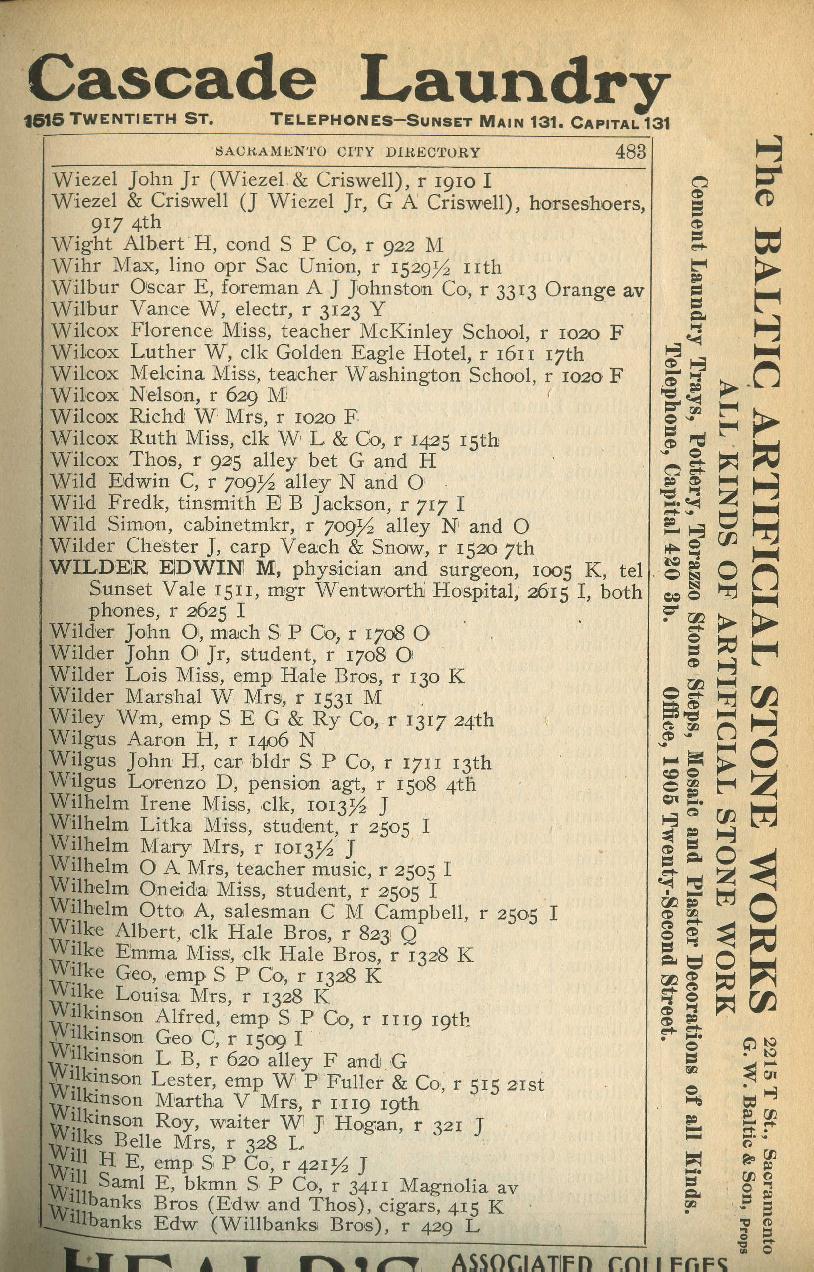 Cascade Laundry
1515 TWENTIETH ST. TELEPHONES—SUNSET MAIN 131. CAPITAL 131
SACRAMENTO CITY DIRECTORY 483
Wiezel John Jr (Wiezel & Criswell), r 1910 I
Wiezel & Criswell (J Wiezel Jr, G A Criswell), horseshoers,
917 4th
Wight Albert H, cond S P Co, r 922 M
Wihr Max, lino opr Sac Union, r 1529½ 11th
Wilbur Oscar E, foreman A J Johnston Co, r 3313 Orange av
Wilbur Vance W, electr, r 3123 Y
Wilcox Florence Miss, teacher McKinley School, r 1020 F
Wilcox Luther W, clk Golden Eagle Hotel, r 1611 17th
Wilcox Melcina Miss, teacher Washington School, r 1020 F
Wilcox Nelson, r 629 M
Wilcox Richd W Mrs, r 1020 F
Wilcox Ruth Miss, clk W L & Co, r 1425 15th
Wilcox Thos, r 925 alley bet G and H
Wild Edwin C, r 709½ alley N and O
Wild Fredk, tinsmith E B Jackson, r 717 I
Wild Simon, cabinetmkr, r 709½ alley N and O
Wilder Chester J, carp Veach & Snow, r 1520 7th
WILDER EDWIN M, physician and surgeon, 1005 K, tel
Sunset Vale 1511, mgr Wentworth Hospital, 2615 I, both
phones, r 2625 I
Wilder John O, mach S P Co, r 1708 O
Wilder John O Jr, student, r 1708 O
Wilder Lois Miss, emp Hale Bros, r 130 K
Wilder Marshal W Mrs, r 1531 M
Wiley Wm, emp S E G & Ry Co, r 1317 24th
Wilgus Aaron H, r 1406 N
Wilgus John H, car bldr S P Co, r 1711 13th
Wilgus Lorenzo D, pension agt, r 1508 4th
Wilhelm Irene Miss, clk, 1013½ J
Wilhelm Litka Miss, student, r 2505 I
Wilhelm Mary Mrs, r 1013½ J
Wilhelm O A Mrs, teacher music, r 2505 I
Wilhelm Oneida Miss, student, r 2505 I
Wilhelm Otto A, salesman C M Campbell, r 2505 I
Wilke Albert, clk Hale Bros, r 823 Q
Wilke Emma Miss, clk Hale Bros, r 1328 K
Wilke Geo, emp S P Co, r 1328 K
Wilke Louisa Mrs, r 1328 K
Wilkinson Alfred, emp S P Co, r 1119 19th
Wilkinson Geo C, r 1509 I
Wilkinson L B, r 620 alley F and G
Wilkinson Lester, emp W P Fuller & Co, r 515 21st
Wilkinson Martha V Mrs, r 1119 19th
Wilkinson Roy, waiter W J Hogan, r 321 J
Wilks Belle Mrs, r 328 L
Will H E, emp S P Co, r 421½ J
Will Saml E, bkmn S P Co, r 3411 Magnolia av
Willbanks Bros (Edw and Thos), cigars, 415 K
Willbanks Edw (Willbanks Bros), r 429 L
HEALD'S ASSOCIATED COLLEGES
The BALTIC ARTIFICIAL STONE WORKS
2215 T St., Sacramento
G. W. Baltic & Son, Props
ALL KINDS OF ARTIFICIAL STONE WORK
Cement Laundry Trays, Pottery, Torazzo Stone Steps, Mosaic and Plaster Decorations of all Kinds.
Telephone, Capital 420 3b. Office, 1905 Twenty-Second Street.